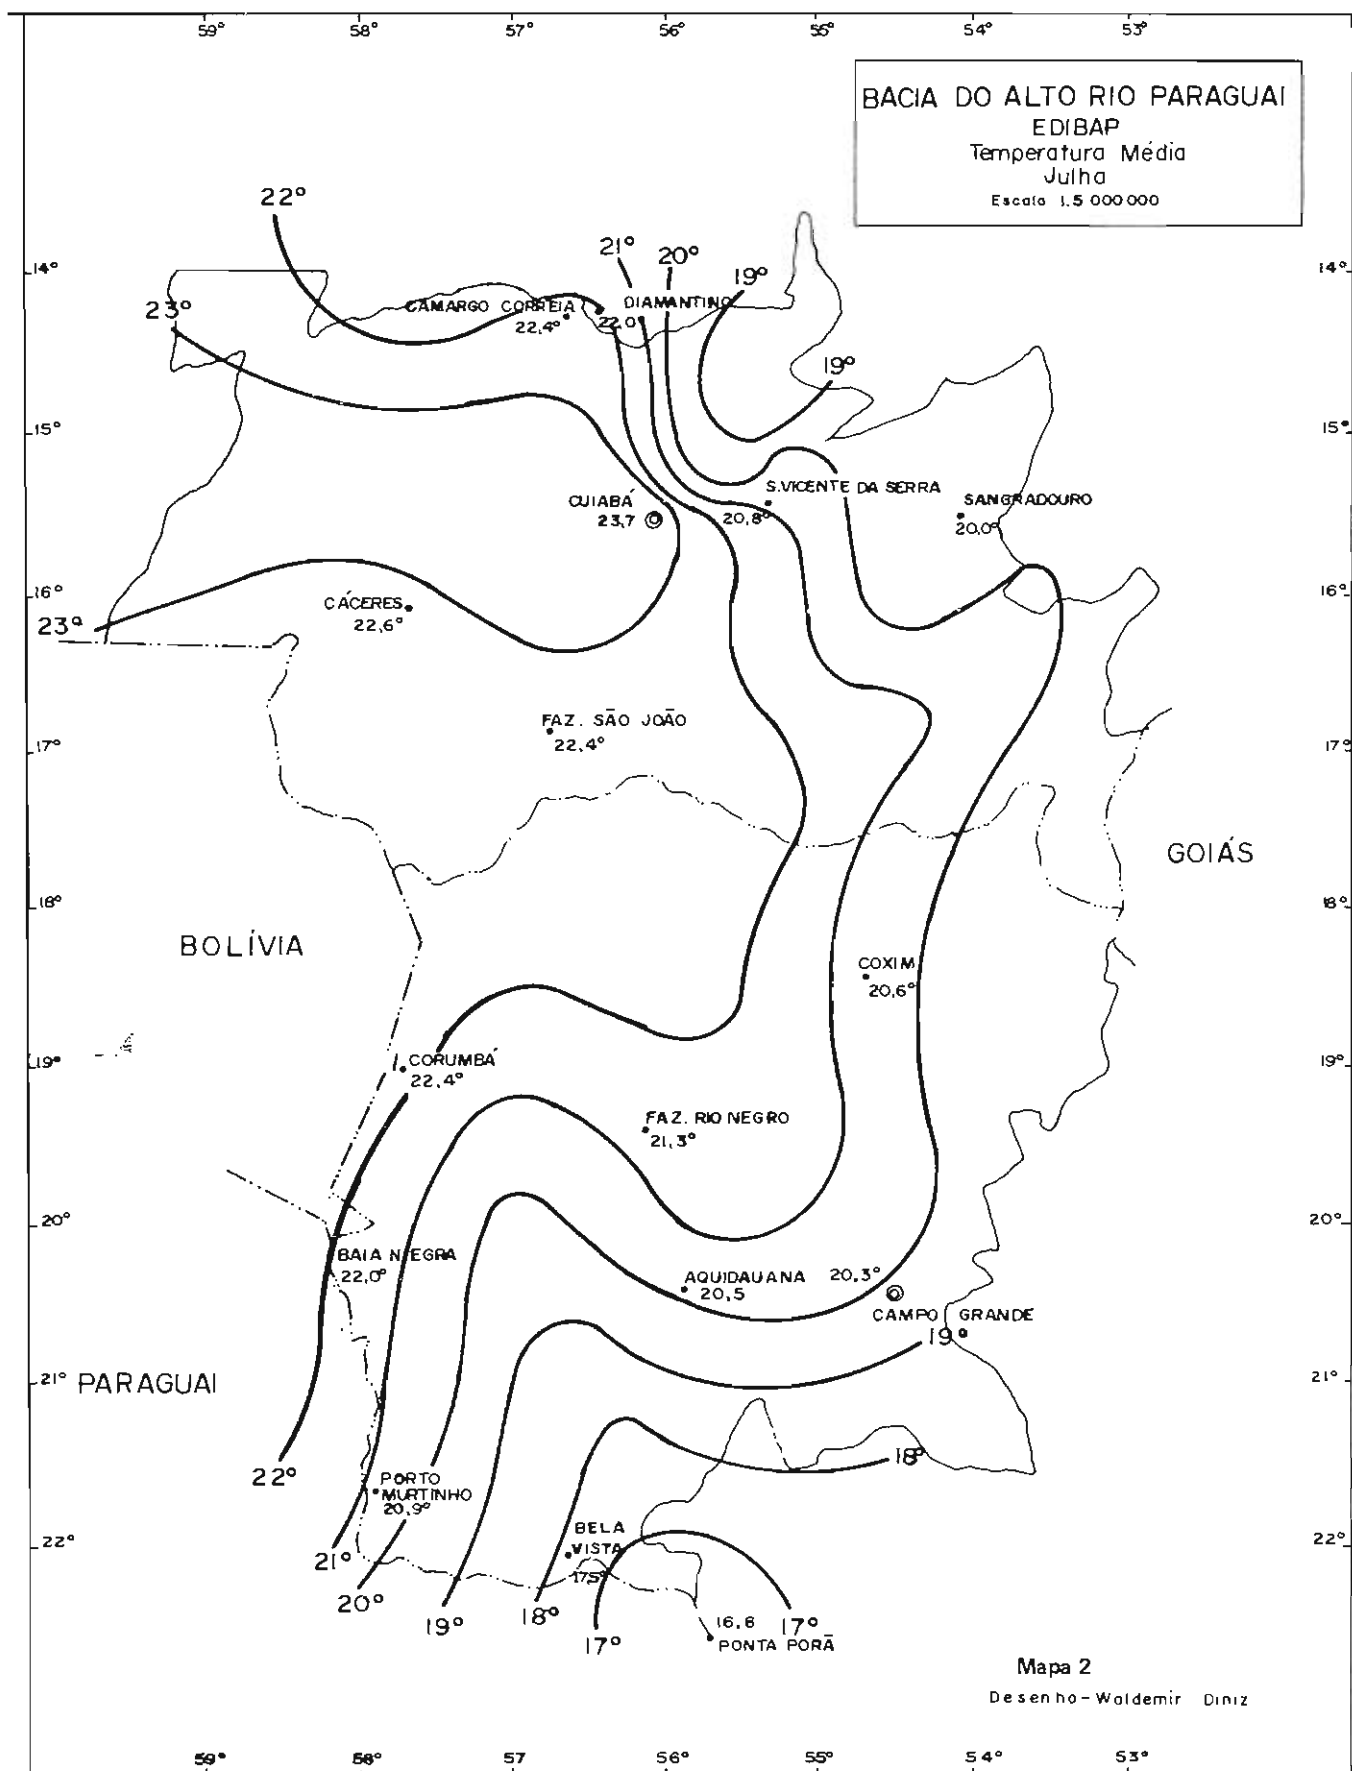 59° 58° 57° 56° 55° 54° 53°
BACIA DO ALTO RIO PARAGUAI
EDIBAP
Temperatura Média
Julha
Escala 1.5 000 000
22°
21° 20° 19°
14° 14°
23°
CAMARGO CORREIA
22,4°
DIAMANTINO
22,0
19°
15° 15°
CUIABÁ
23,7
S.VICENTE DA SERRA
20,8°
SANGRADOURO
20,0°
16° 16°
CÁCERES
22,6°
23°
FAZ. SÃO JOÃO
22,4°
17° 17°
GOIÁS
18° 18°
BOLÍVIA
COXIM
20,6°
19° 19°
CORUMBÁ
22,4°
FAZ. RIO NEGRO
21,3°
20° 20°
BAIA NEGRA
22,0°
AQUIDAUANA
20,5
20,3°
CAMPO GRANDE
19
21° 21°
PARAGUAI
22°
18°
PORTO
MURTINHO
20,9°
BELA
VISTA
17,5°
22° 22°
21°
20°
19°
18°
17°
17°
16,8
PONTA PORÃ
Mapa 2
Desenho-Waldemir Diniz
59° 58° 57 56° 55° 54° 53°